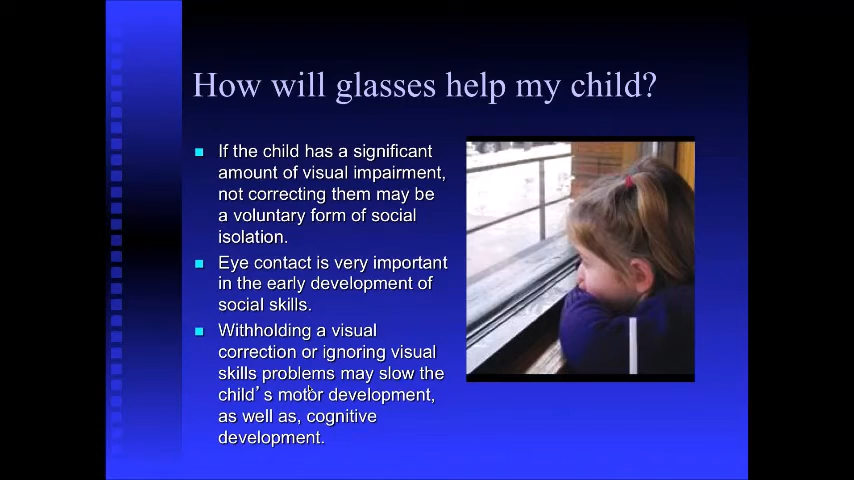 How will glasses help my child?
If the child has a significant
amount of visual impairment,
not correcting them may be
a voluntary form of social
isolation.
Eye contact is very important
in the early development of
social skills.
Withholding a visual
correction or ignoring visual
skills problems may slow the
child’s motor development,
as well as, cognitive
development.